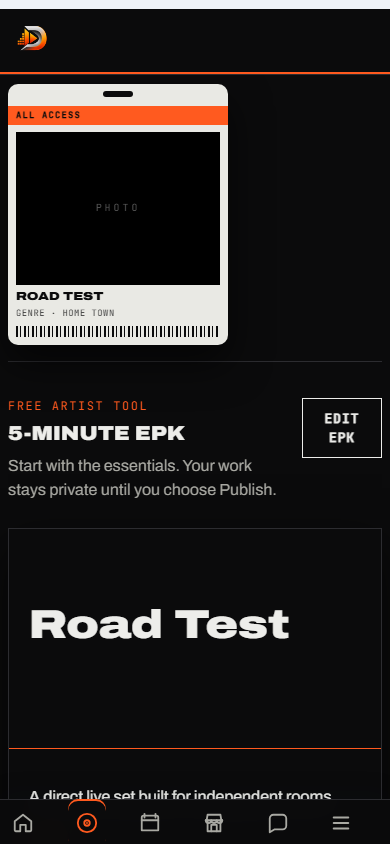 ALL ACCESS
PHOTO
ROAD TEST
GENRE · HOME TOWN
FREE ARTIST TOOL
5-MINUTE EPK
EDIT
EPK
Start with the essentials. Your work
stays private until you choose Publish.
Road Test
A direct live set built for independent rooms